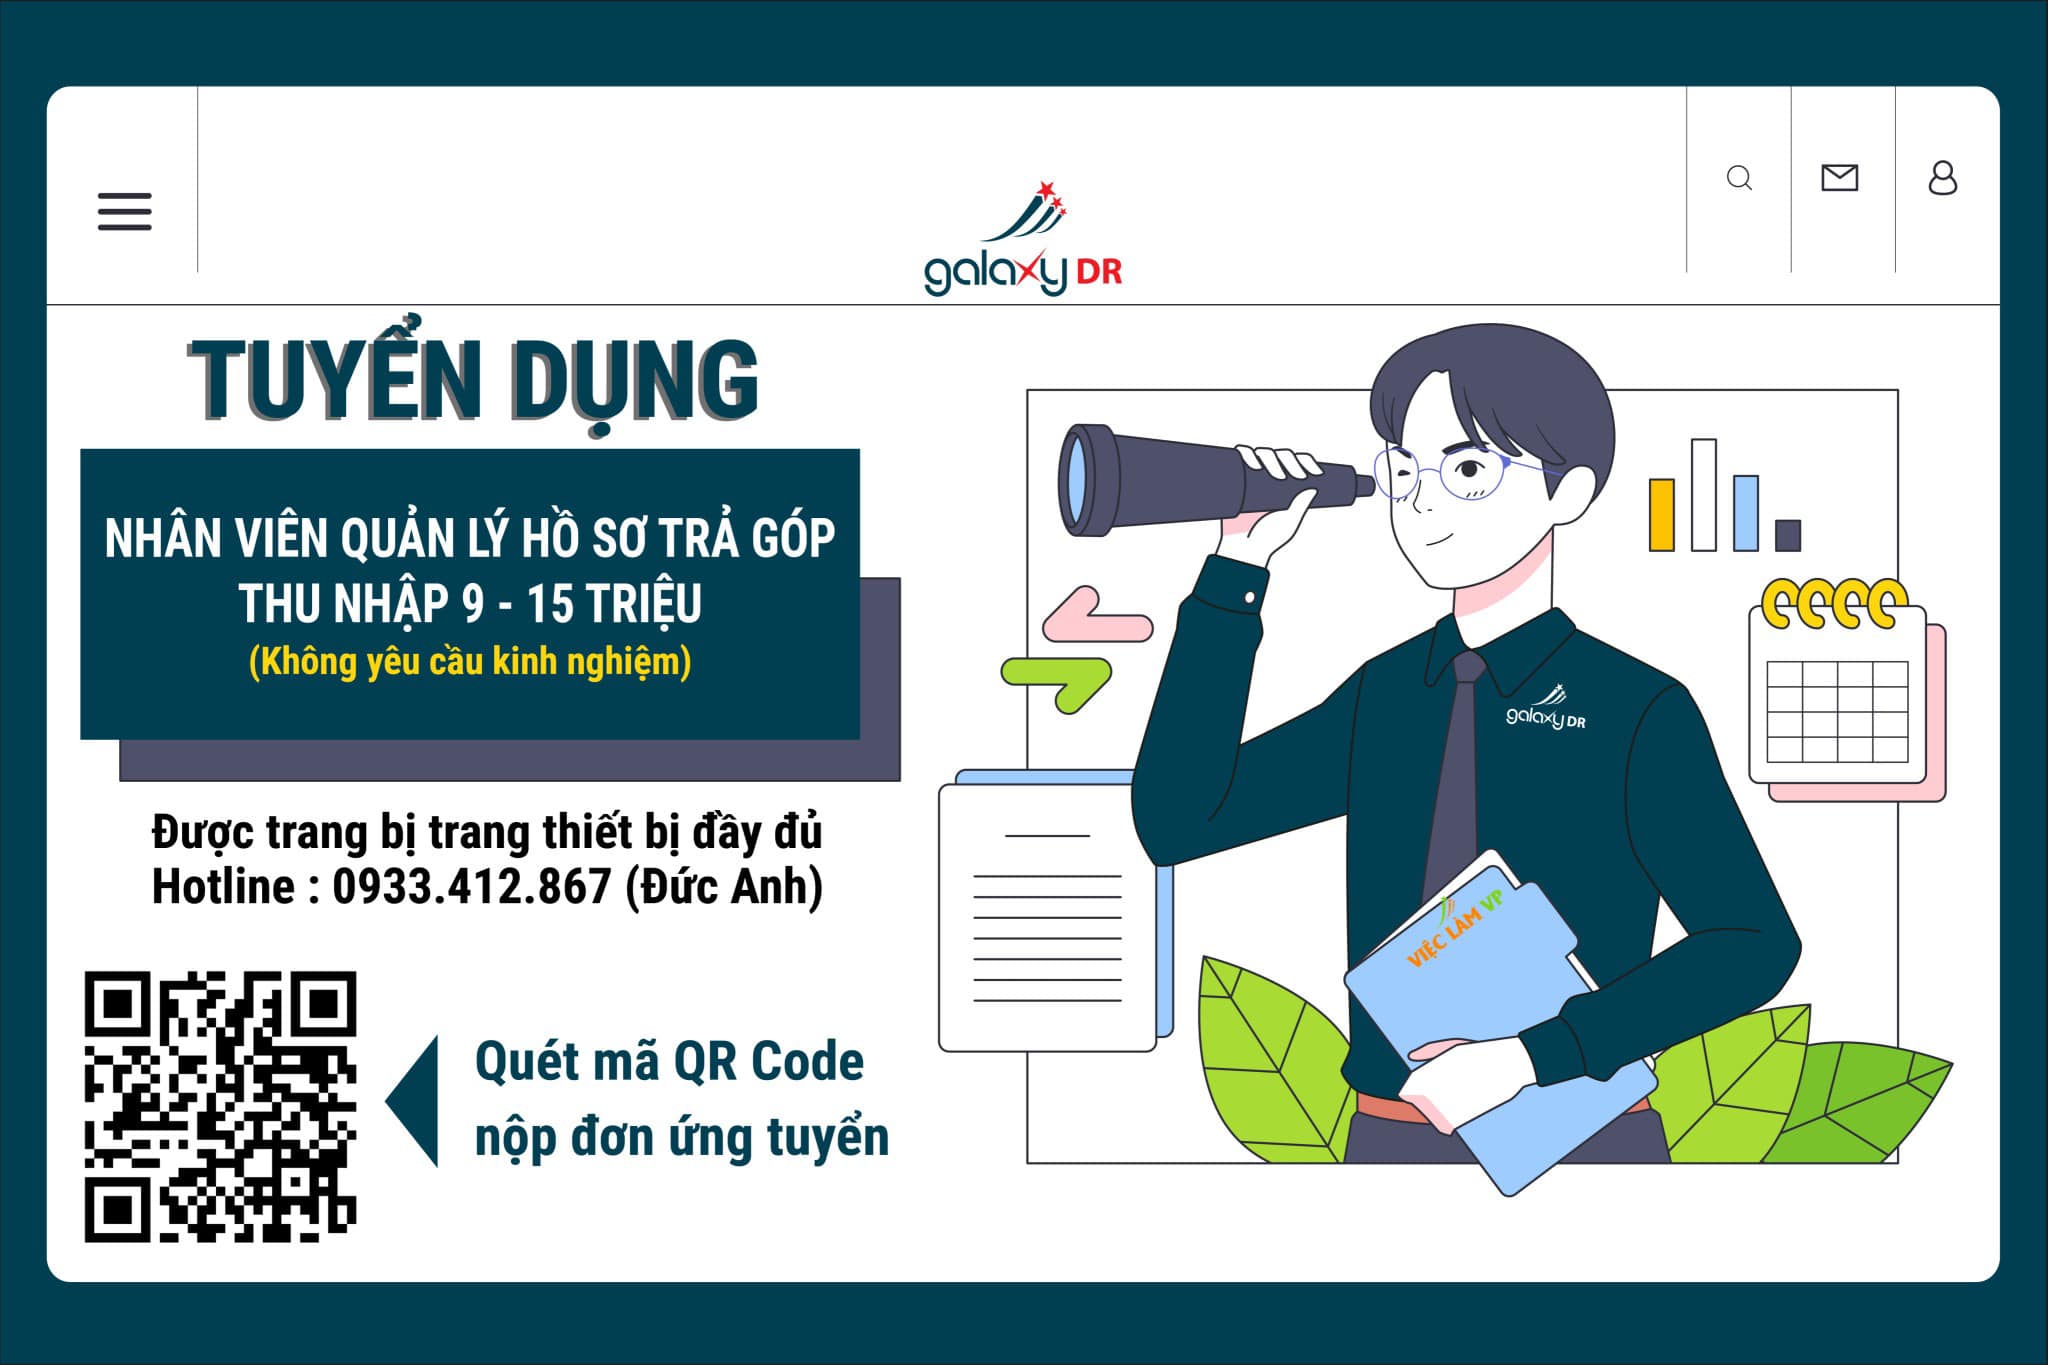 galaxy DR
TUYỂN DỤNG
NHÂN VIÊN QUẢN LÝ HỒ SƠ TRẢ GÓP
THU NHẬP 9 - 15 TRIỆU
(Không yêu cầu kinh nghiệm)
Được trang bị trang thiết bị đầy đủ
Hotline : 0933.412.867 (Đức Anh)
Quét mã QR Code
nộp đơn ứng tuyển
galaxy DR
VIỆC LÀM VP